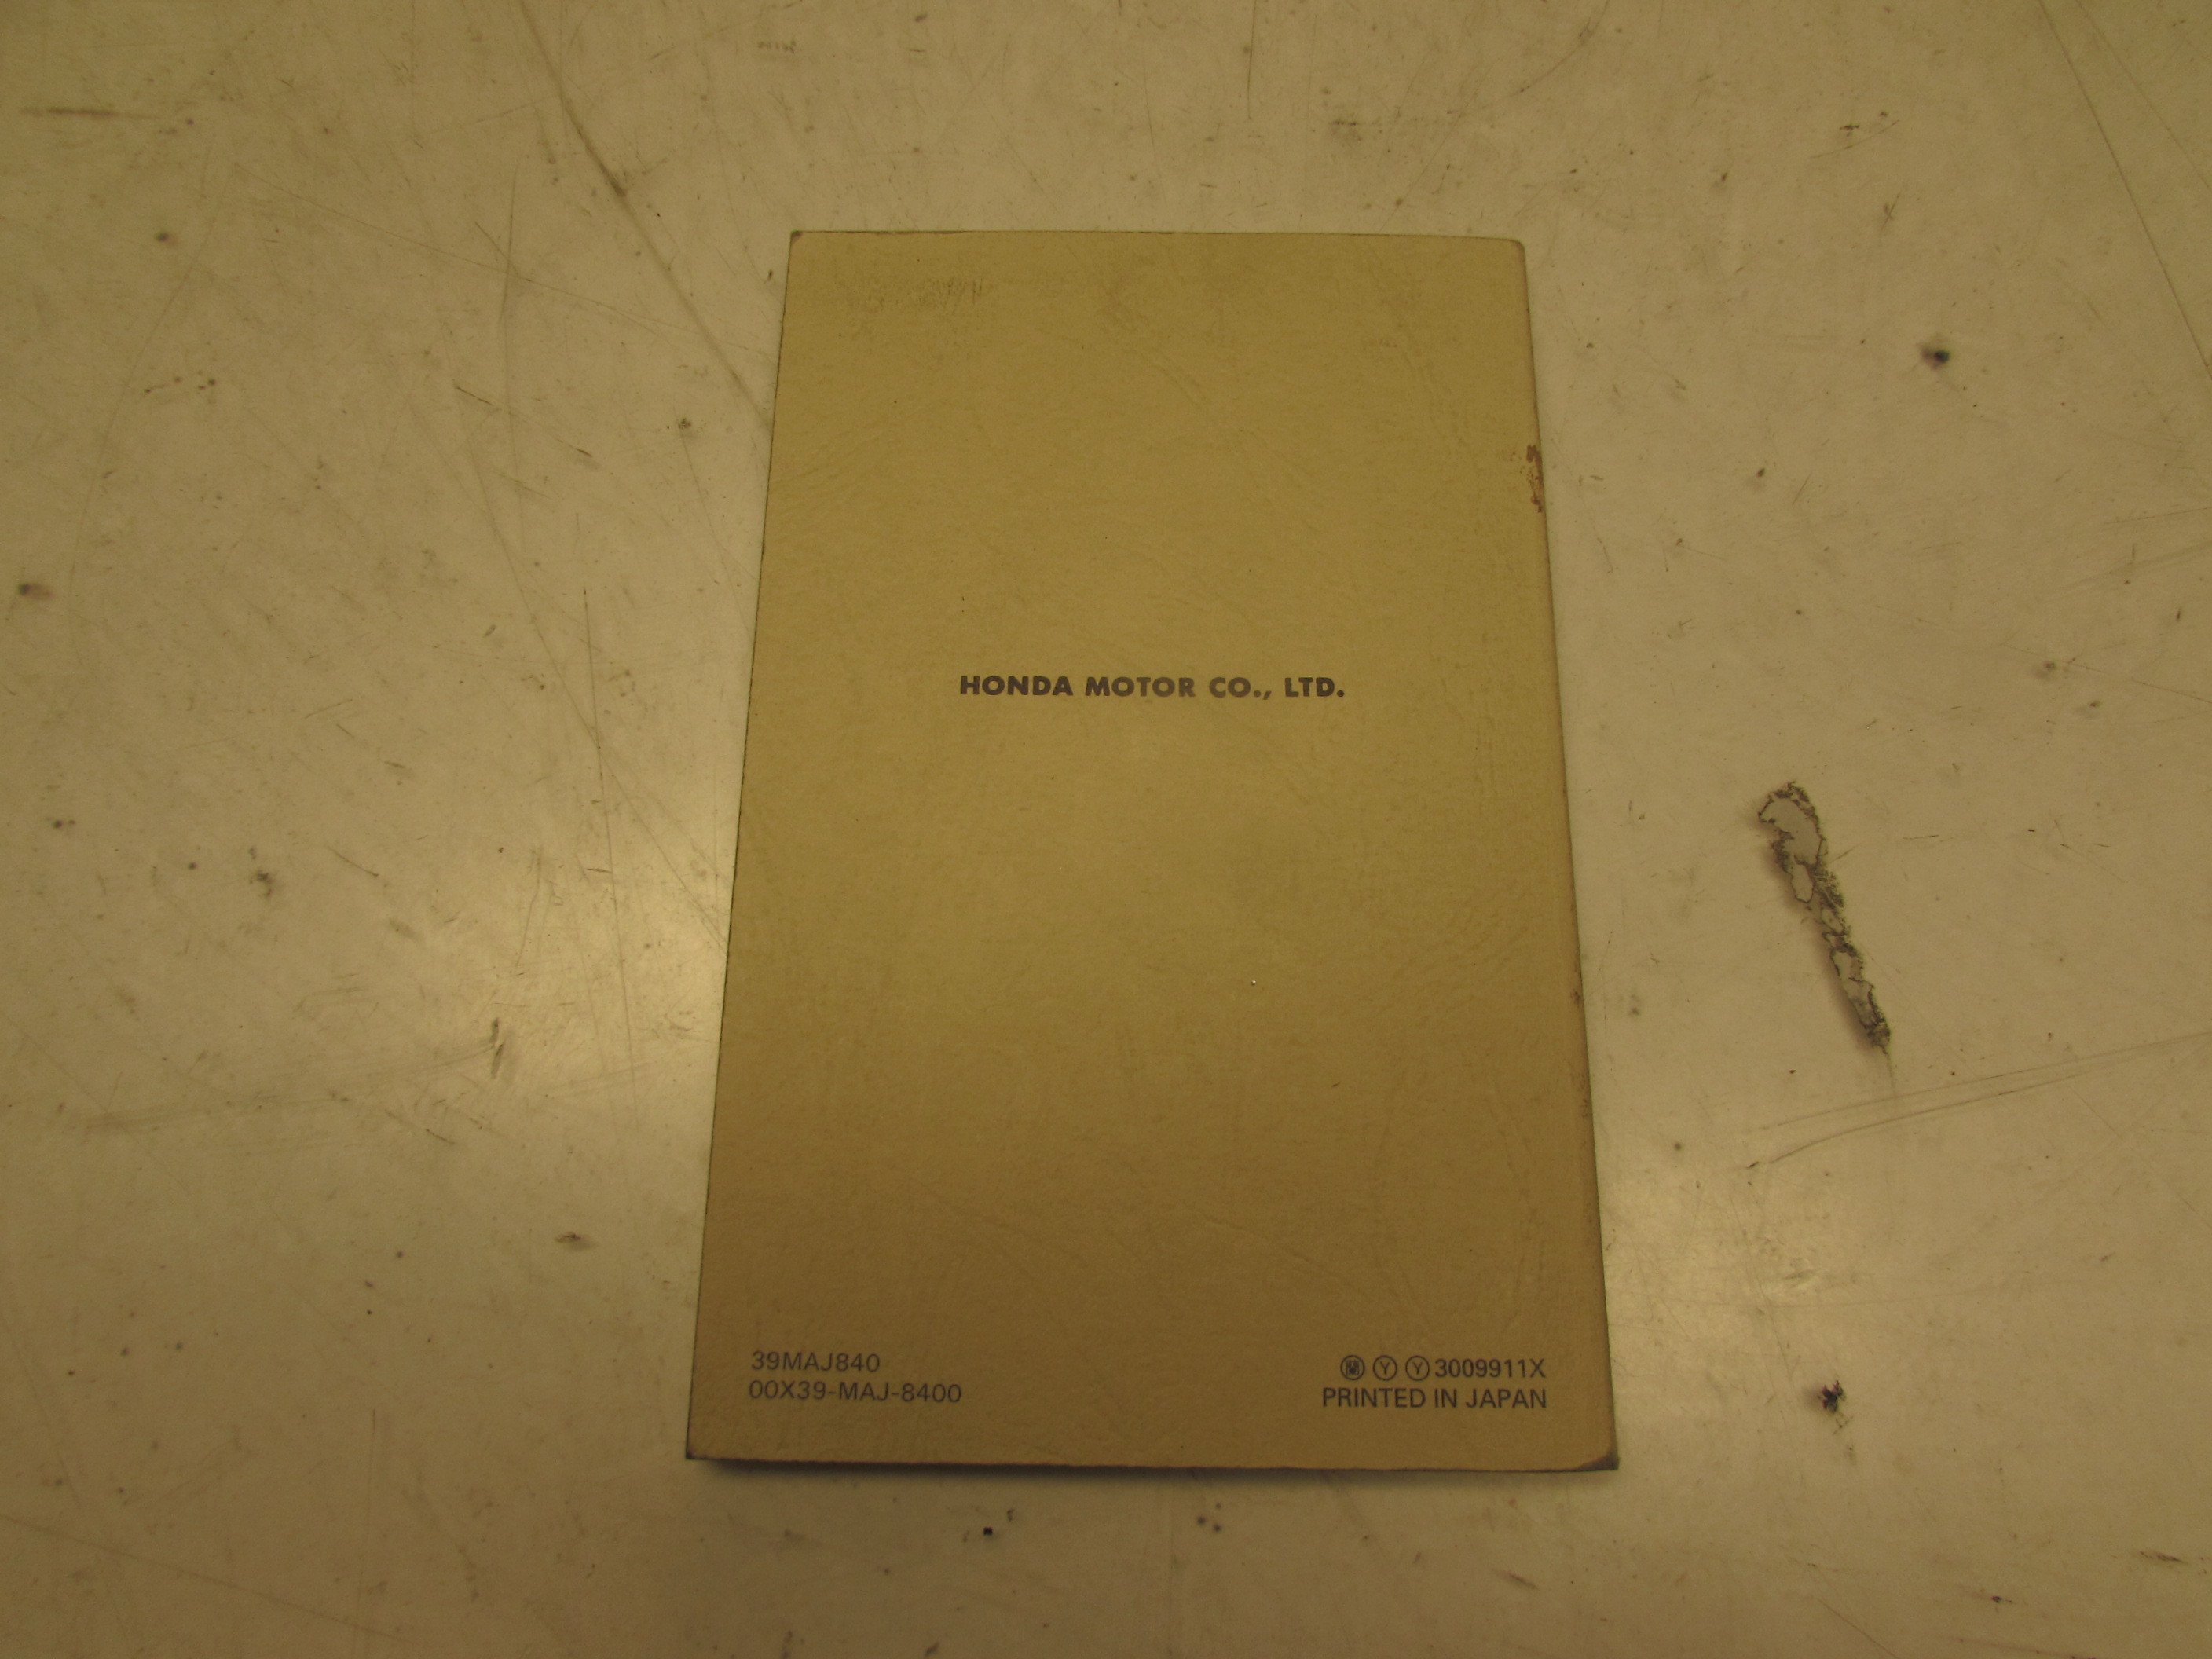 HONDA MOTOR CO., LTD.
39MAJ840
00X39-MAJ-8400
Ⓨ Ⓨ 3009911X
PRINTED IN JAPAN